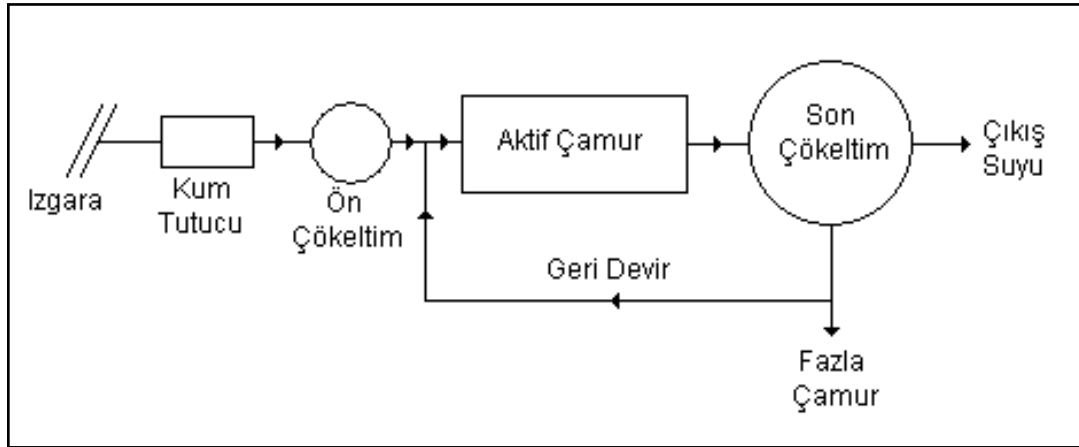 Izgara
Kum
Tutucu
Ön
Çökeltim
Aktif Çamur
Son
Çökeltim
Çıkış
Suyu
Geri Devir
Fazla
Çamur